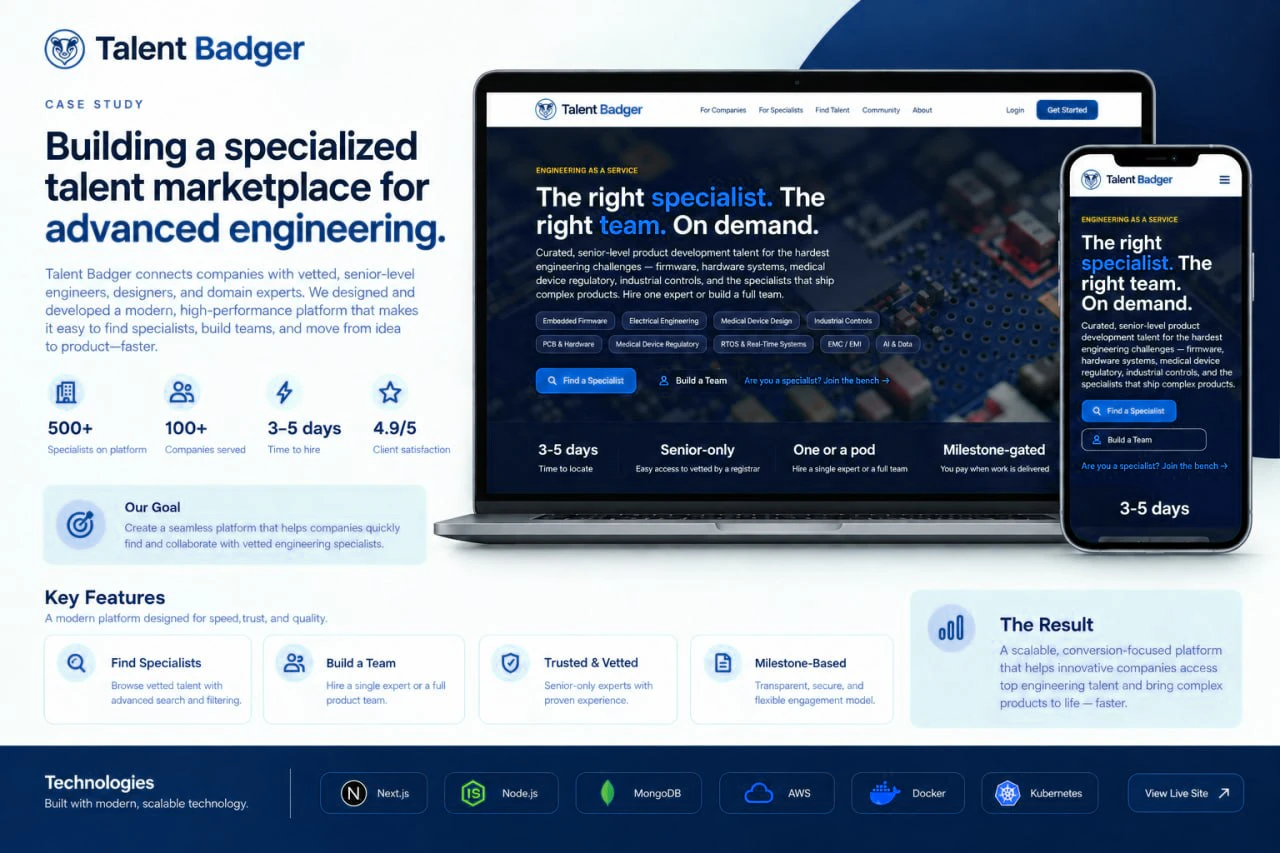 Talent Badger
CASE STUDY
Building a specialized
talent marketplace for
advanced engineering.
Talent Badger connects companies with vetted, senior-level
engineers, designers, and domain experts. We designed and
developed a modern, high-performance platform that makes
it easy to find specialists, build teams, and move from idea
to product—faster.
500+
Specialists on platform
100+
Companies served
3–5 days
Time to hire
4.9/5
Client satisfaction
Our Goal
Create a seamless platform that helps companies quickly
find and collaborate with vetted engineering specialists.
Talent Badger
For Companies
For Specialists
Find Talent
Community
About
Login
Get Started
ENGINEERING AS A SERVICE
The right specialist. The
right team. On demand.
Curated, senior-level product development talent for the hardest
engineering challenges — firmware, hardware systems, medical
device regulatory, industrial controls, and the specialists that ship
complex products. Hire one expert or build a full team.
Embedded Firmware
Electrical Engineering
Medical Device Design
Industrial Controls
PCB & Hardware
Medical Device Regulatory
RTOS & Real-Time Systems
EMC / EMI
AI & Data
Find a Specialist
Build a Team
Are you a specialist? Join the bench →
3-5 days
Time to locate
Senior-only
Easy access to vetted by a registrar
One or a pod
Hire a single expert or a full team
Milestone-gated
You pay when work is delivered
Talent Badger
ENGINEERING AS A SERVICE
The right
specialist. The
right team.
On demand.
Curated, senior-level product
development talent for the hardest
engineering challenges — firmware,
hardware systems, medical device
regulatory, industrial controls, and the
specialists that ship complex products.
Find a Specialist
Build a Team
Are you a specialist? Join the bench →
3-5 days
Key Features
A modern platform designed for speed, trust, and quality.
Find Specialists
Browse vetted talent with
advanced search and filtering.
Build a Team
Hire a single expert or a full
product team.
Trusted & Vetted
Senior-only experts with
proven experience.
Milestone-Based
Transparent, secure, and
flexible engagement model.
The Result
A scalable, conversion-focused platform
that helps innovative companies access
top engineering talent and bring complex
products to life — faster.
Technologies
Built with modern, scalable technology.
N
Next.js
JS
Node.js
MongoDB
AWS
Docker
Kubernetes
View Live Site ↗